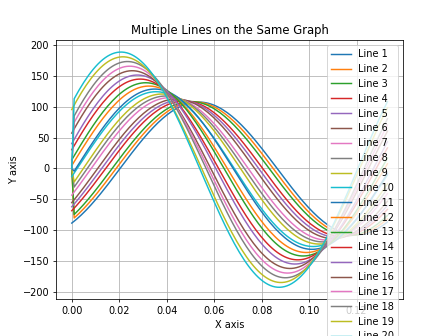 Multiple Lines on the Same Graph
Y axis
200
150
100
50
0
−50
−100
−150
−200
0.00
0.02
0.04
0.06
0.08
0.10
X axis
Line 1
Line 2
Line 3
Line 4
Line 5
Line 6
Line 7
Line 8
Line 9
Line 10
Line 11
Line 12
Line 13
Line 14
Line 15
Line 16
Line 17
Line 18
Line 19
Line 20